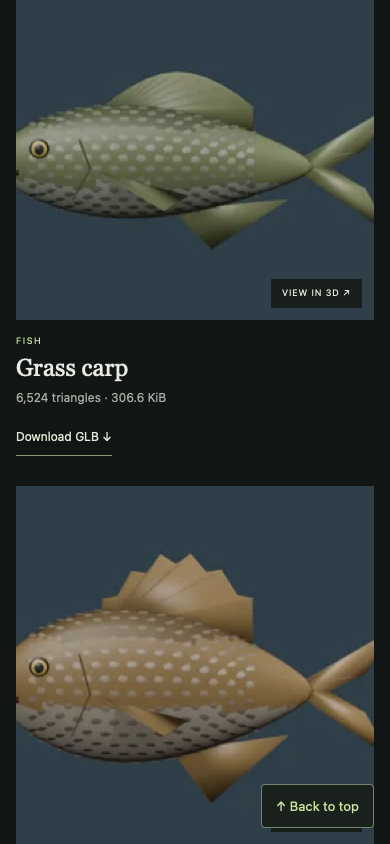 VIEW IN 3D ↗
FISH
Grass carp
6,524 triangles · 306.6 KiB
Download GLB ↓
↑ Back to top